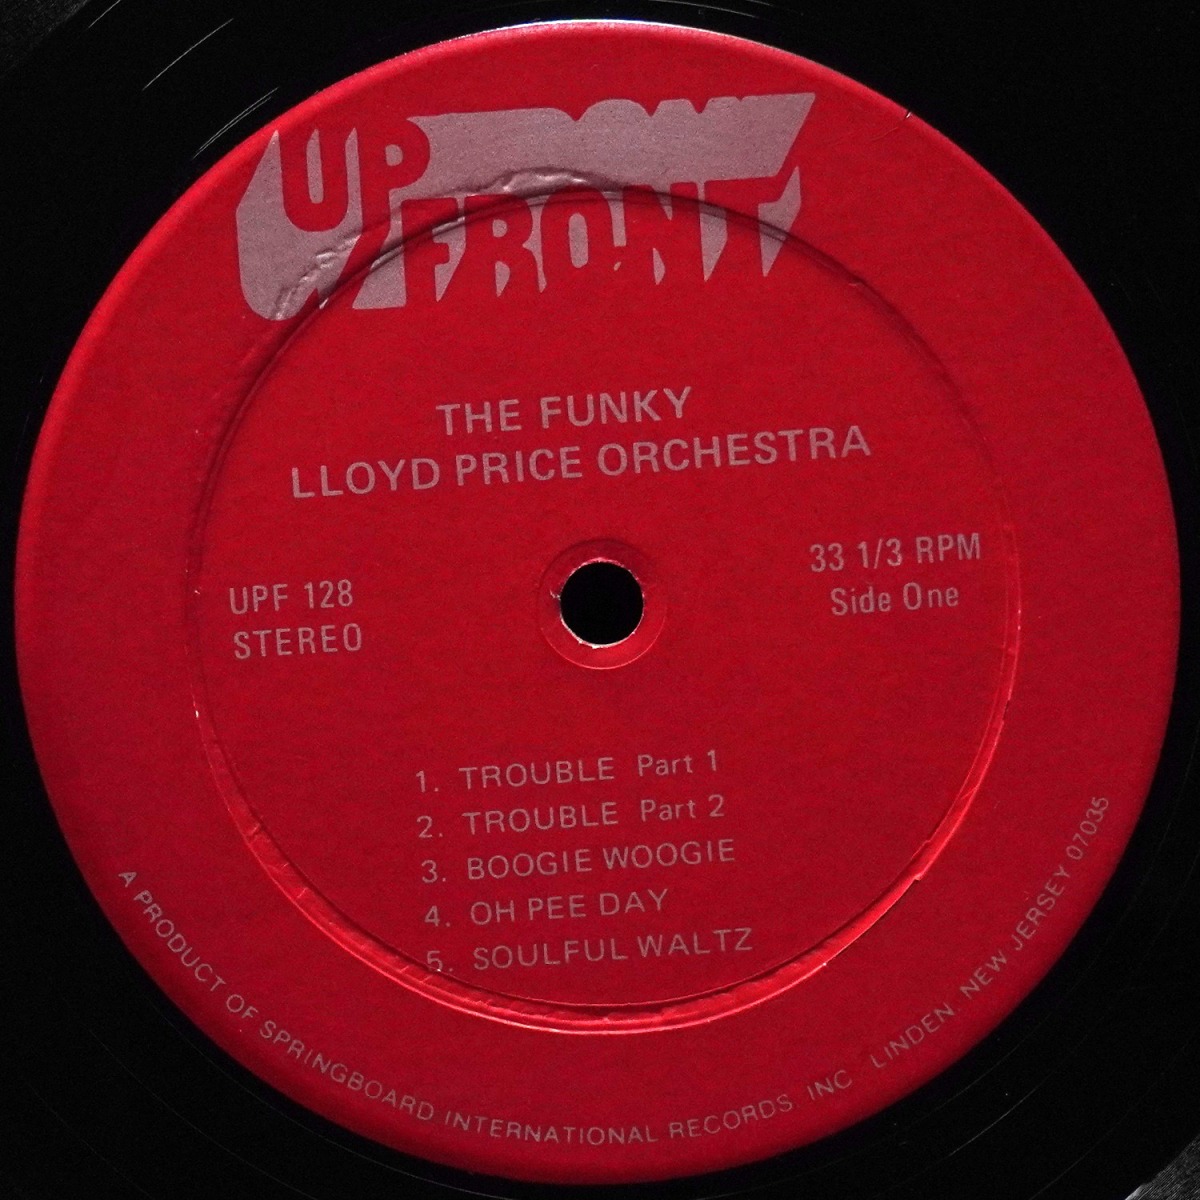 UP
FRONT
THE FUNKY
LLOYD PRICE ORCHESTRA
UPF 128
STEREO
33 1/3 RPM
Side One
1. TROUBLE Part 1
2. TROUBLE Part 2
3. BOOGIE WOOGIE
4. OH PEE DAY
5. SOULFUL WALTZ
A PRODUCT OF SPRINGBOARD INTERNATIONAL RECORDS INC LINDEN, NEW JERSEY 07035